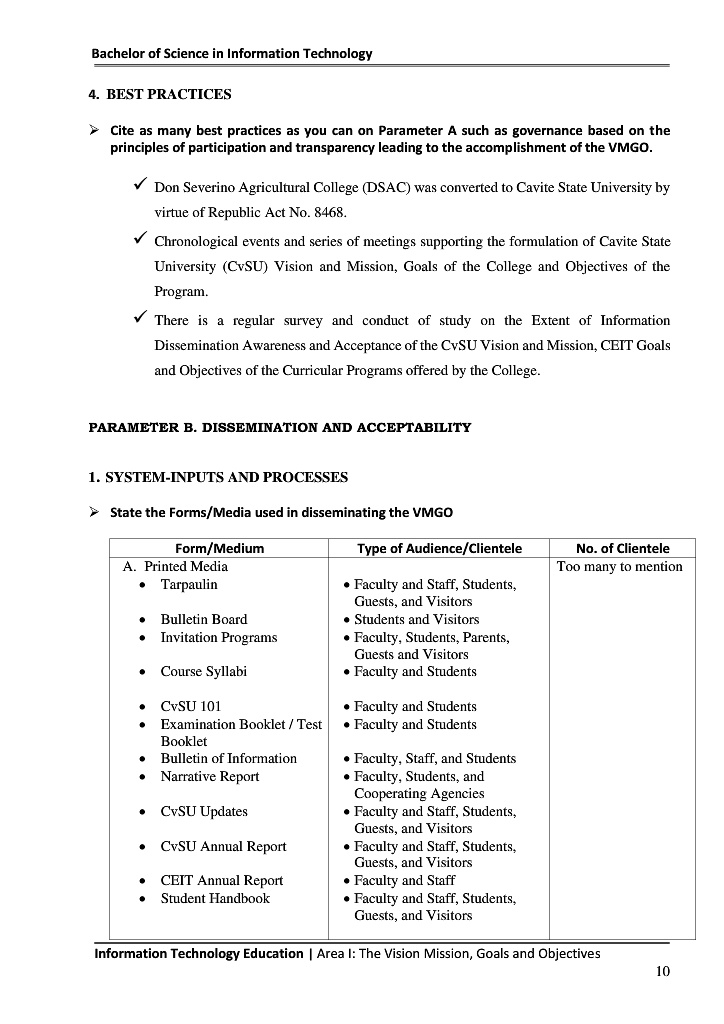 Bachelor of Science in Information Technology
4. BEST PRACTICES
➢ Cite as many best practices as you can on Parameter A such as governance based on the
principles of participation and transparency leading to the accomplishment of the VMGO.
✓ Don Severino Agricultural College (DSAC) was converted to Cavite State University by
virtue of Republic Act No. 8468.
✓ Chronological events and series of meetings supporting the formulation of Cavite State
University (CvSU) Vision and Mission, Goals of the College and Objectives of the
Program.
✓ There is a regular survey and conduct of study on the Extent of Information
Dissemination Awareness and Acceptance of the CvSU Vision and Mission, CEIT Goals
and Objectives of the Curricular Programs offered by the College.
PARAMETER B. DISSEMINATION AND ACCEPTABILITY
1. SYSTEM-INPUTS AND PROCESSES
➢ State the Forms/Media used in disseminating the VMGO
Form/Medium Type of Audience/Clientele No. of Clientele
A. Printed Media Too many to mention
• Tarpaulin • Faculty and Staff, Students,
Guests, and Visitors
• Bulletin Board • Students and Visitors
• Invitation Programs • Faculty, Students, Parents,
Guests and Visitors
• Course Syllabi • Faculty and Students
• CvSU 101 • Faculty and Students
• Examination Booklet / Test • Faculty and Students
Booklet
• Bulletin of Information • Faculty, Staff, and Students
• Narrative Report • Faculty, Students, and
Cooperating Agencies
• CvSU Updates • Faculty and Staff, Students,
Guests, and Visitors
• CvSU Annual Report • Faculty and Staff, Students,
Guests, and Visitors
• CEIT Annual Report • Faculty and Staff
• Student Handbook • Faculty and Staff, Students,
Guests, and Visitors
Information Technology Education | Area I: The Vision Mission, Goals and Objectives
10